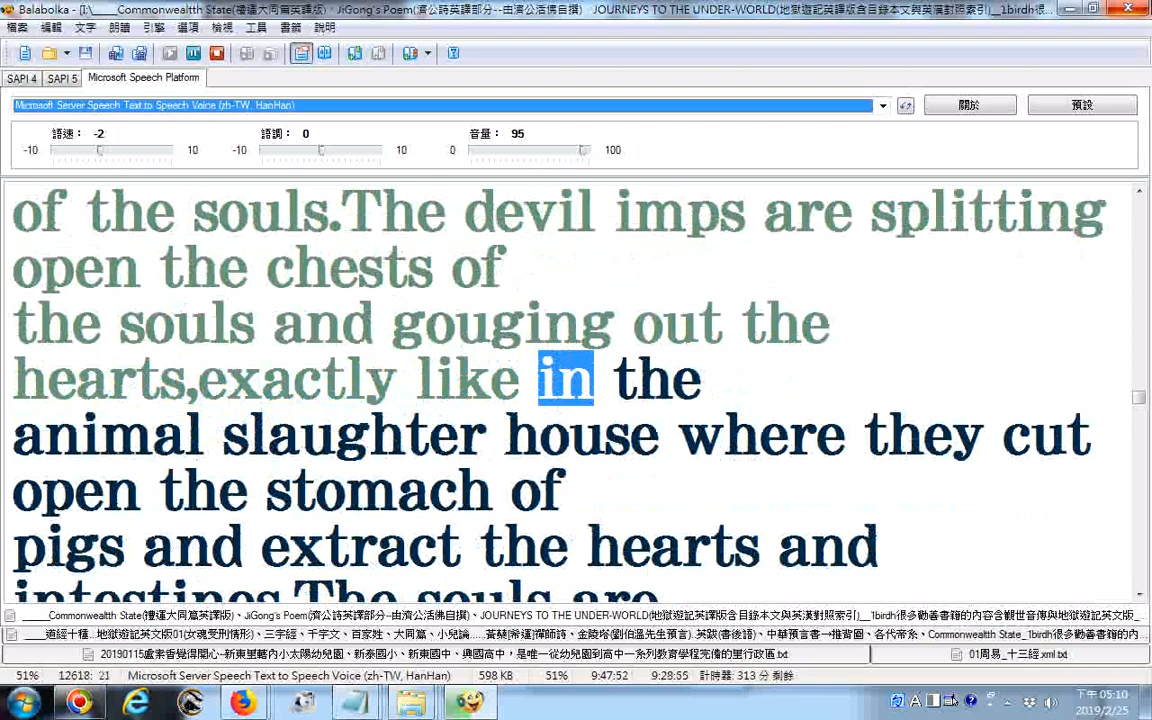 Balabolka - [I:\_____Commonwealth State(禮運大同篇英譯版)、JiGong's Poem(濟公詩英譯部分--由濟公活佛自撰) 、JOURNEYS TO THE UNDER-WORLD(地獄遊記英譯版含目錄本文與英漢對照索引)__1birdh很...
檔案 編輯 文字 朗讀 引擎 選項 檢視 工具 書籤 說明
SAPI 4 SAPI 5 Microsoft Speech Platform
Microsoft Server Speech Text to Speech Voice (zh-TW, HanHan) 關於 預設
語速： -2 語調： 0 音量： 95
-10 10 -10 10 0 100
of the souls.The devil imps are splitting
open the chests of
the souls and gouging out the
hearts,exactly like in the
animal slaughter house where they cut
open the stomach of
pigs and extract the hearts and
intestines.The souls are
_____Commonwealth State(禮運大同篇英譯版)、JiGong's Poem(濟公詩英譯部分--由濟公活佛自撰) 、JOURNEYS TO THE UNDER-WORLD(地獄遊記英譯版含目錄本文與英漢對照索引)__1birdh很多勸善書籍的內容含觀世音傳與地獄遊記英文版...
道經十種...地獄遊記英文版01(女魂受刑情形)、三字經、千字文、百家姓、大同篇、小兒論.....黃蘗(希運)禪師詩、金陵塔(劉伯溫先生預言)、中華預言書一推背圖、各代帝系、Commonwealth State_1birdh很多勸善書籍的內...
20190115盧素香覺得開心--新東里轄內小太陽幼兒園、新泰國小、新東國中、興國高中，是唯一從幼兒園到高中一系列教育學程完備的里行政區.txt 01周易_十三經.xml.txt
51% 12618: 21 Microsoft Server Speech Text to Speech Voice (zh-TW, HanHan) 598 KB 51% 9:47:52 9:28:55 計時器: 313 分 剩餘
下午 05:10
2019/2/25